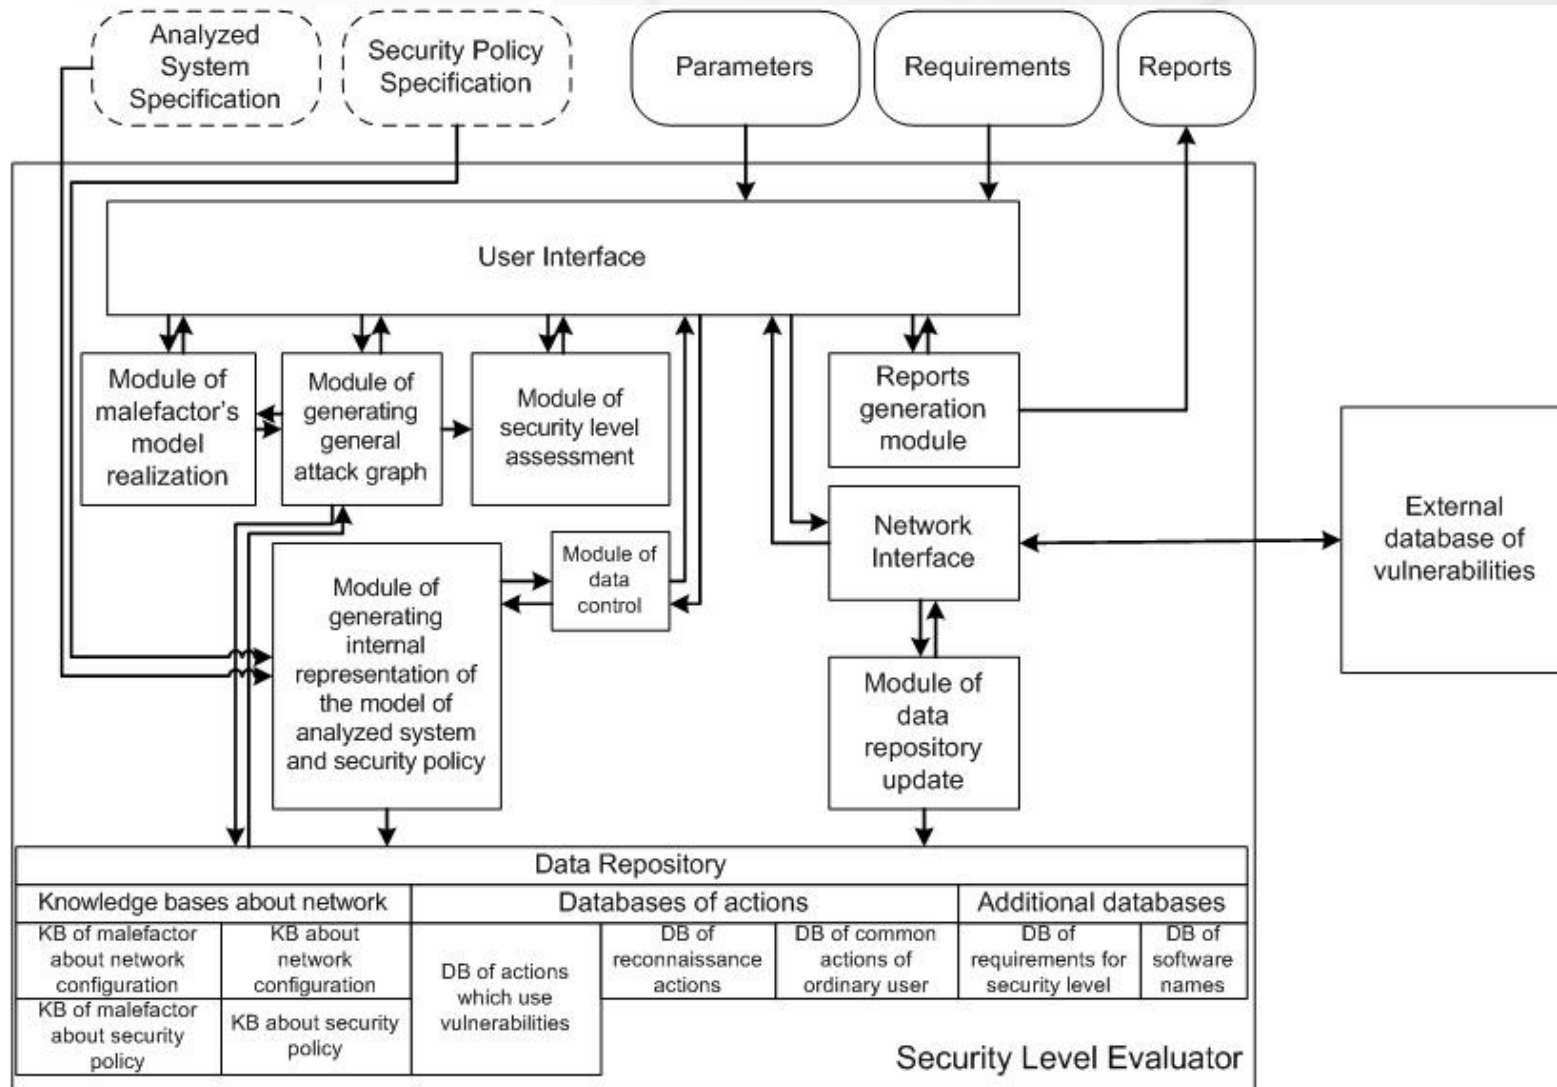 Analyzed
System
Specification
Security Policy
Specification
Parameters
Requirements
Reports
User Interface
Module of
malefactor's
model
realization
Module of
generating
general
attack graph
Module of
security level
assessment
Reports
generation
module
Network
Interface
External
database of
vulnerabilities
Module of
data
control
Module of
generating
internal
representation of
the model of
analyzed system
and security policy
Module of
data
repository
update
Data Repository
Knowledge bases about network
Databases of actions
Additional databases
KB of malefactor
about network
configuration
KB about
network
configuration
DB of actions
which use
vulnerabilities
DB of
reconnaissance
actions
DB of common
actions of
ordinary user
DB of
requirements for
security level
DB of
software
names
KB of malefactor
about security
policy
KB about security
policy
Security Level Evaluator